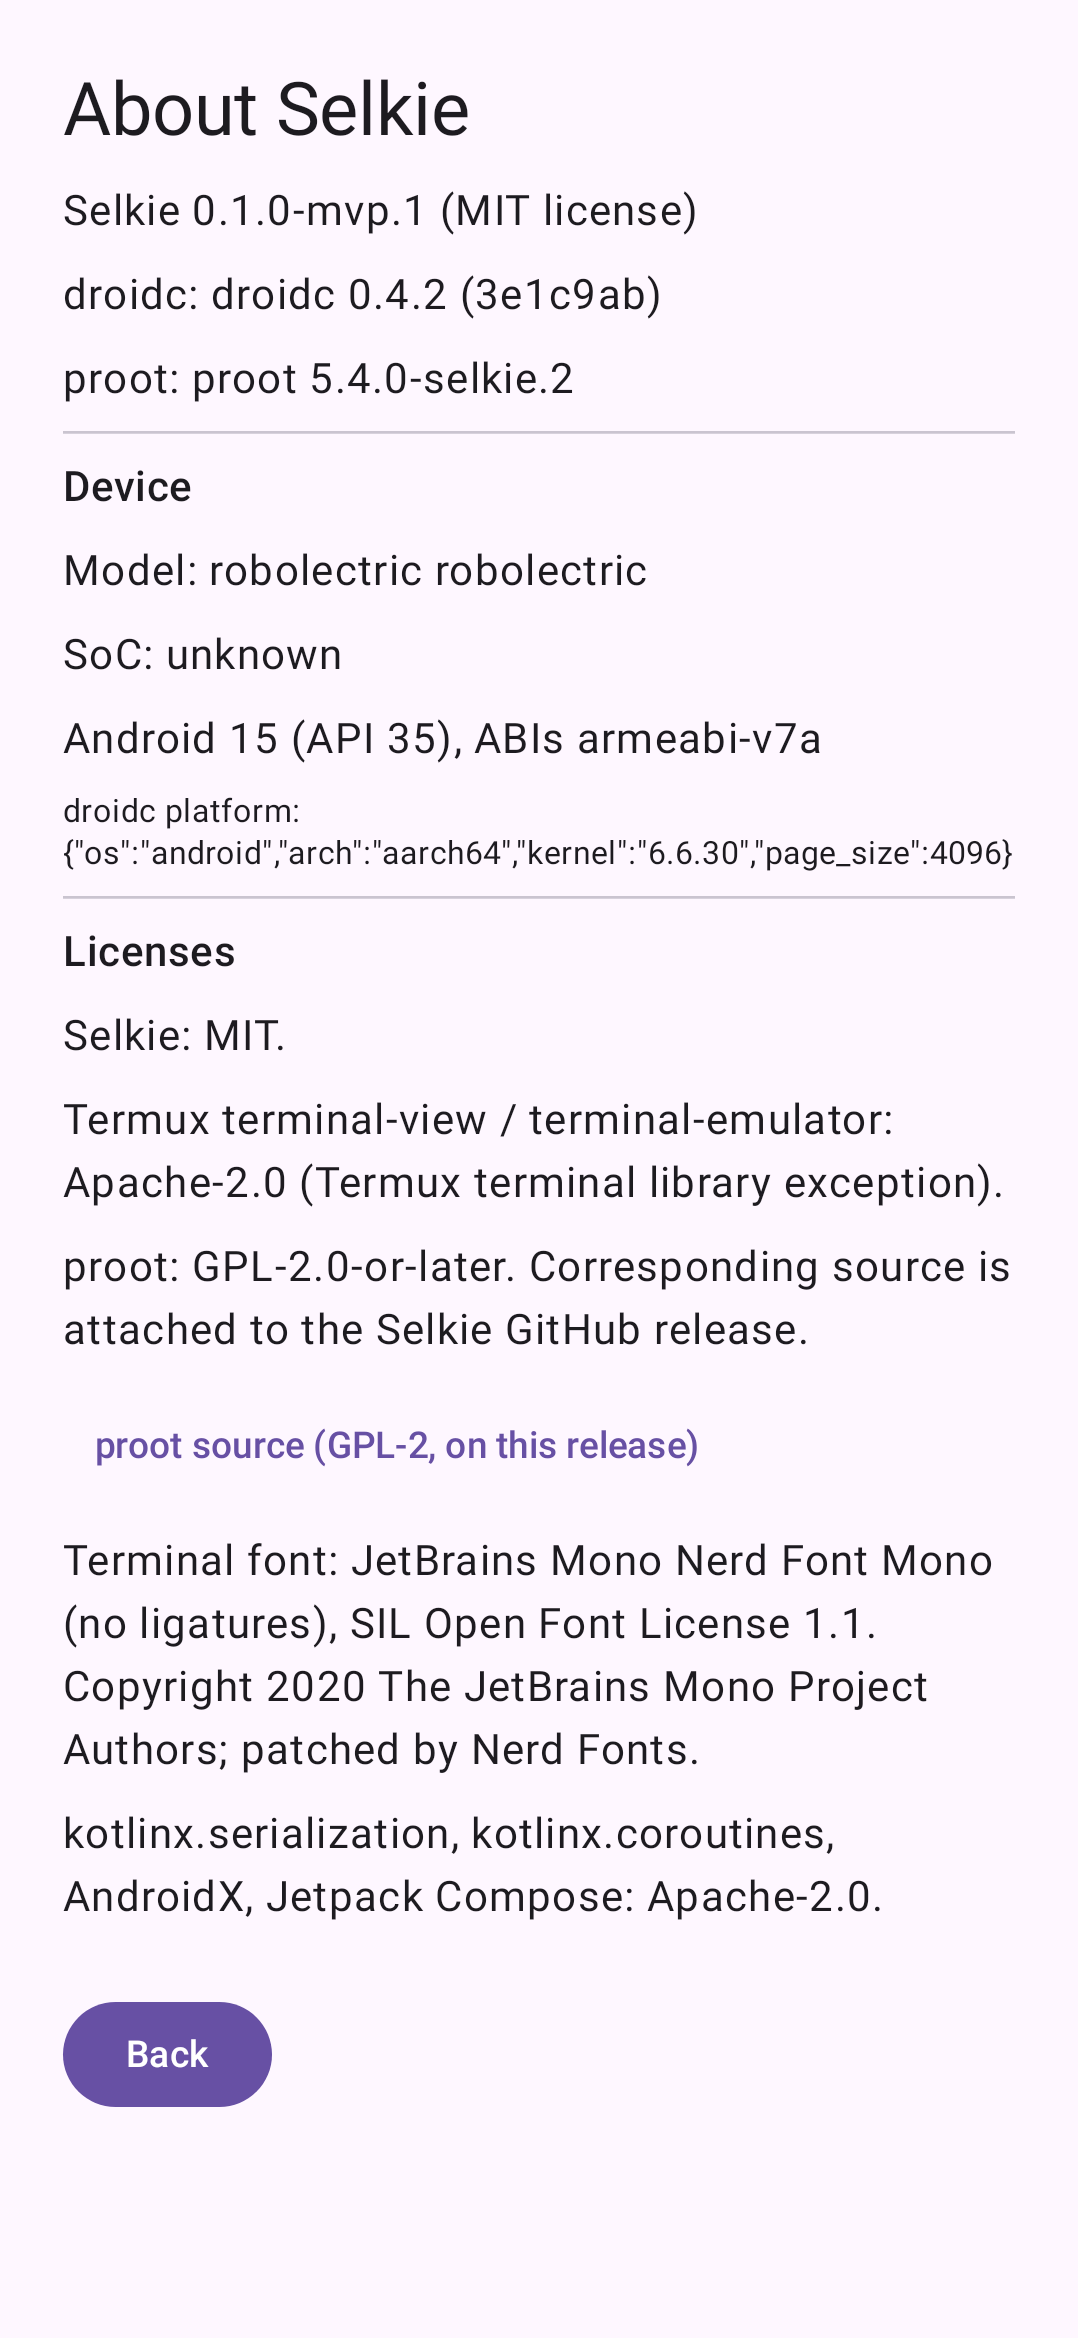 About Selkie
Selkie 0.1.0-mvp.1 (MIT license)
droidc: droidc 0.4.2 (3e1c9ab)
proot: proot 5.4.0-selkie.2
Device
Model: robolectric robolectric
SoC: unknown
Android 15 (API 35), ABIs armeabi-v7a
droidc platform:
{"os":"android","arch":"aarch64","kernel":"6.6.30","page_size":4096}
Licenses
Selkie: MIT.
Termux terminal-view / terminal-emulator:
Apache-2.0 (Termux terminal library exception).
proot: GPL-2.0-or-later. Corresponding source is
attached to the Selkie GitHub release.
proot source (GPL-2, on this release)
Terminal font: JetBrains Mono Nerd Font Mono
(no ligatures), SIL Open Font License 1.1.
Copyright 2020 The JetBrains Mono Project
Authors; patched by Nerd Fonts.
kotlinx.serialization, kotlinx.coroutines,
AndroidX, Jetpack Compose: Apache-2.0.
Back